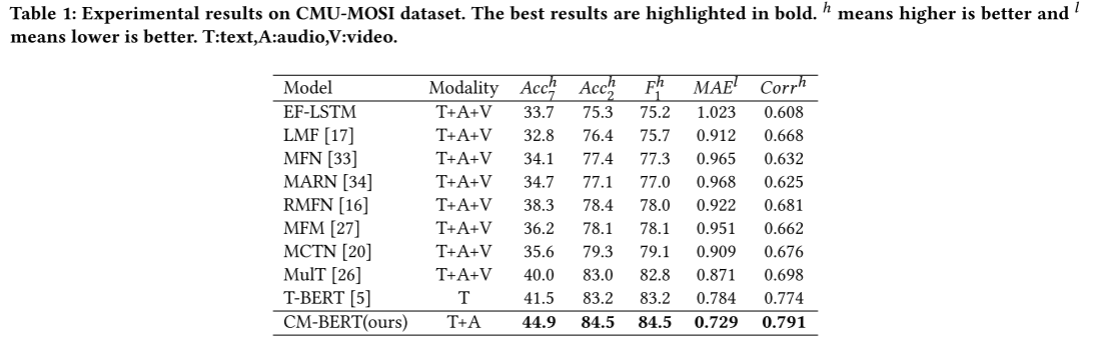 Table 1: Experimental results on CMU-MOSI dataset. The best results are highlighted in bold. h means higher is better and l
means lower is better. T:text,A:audio,V:video.
Model Modality Acc7h Acc2h F1h MAEl Corrh
EF-LSTM T+A+V 33.7 75.3 75.2 1.023 0.608
LMF [17] T+A+V 32.8 76.4 75.7 0.912 0.668
MFN [33] T+A+V 34.1 77.4 77.3 0.965 0.632
MARN [34] T+A+V 34.7 77.1 77.0 0.968 0.625
RMFN [16] T+A+V 38.3 78.4 78.0 0.922 0.681
MFM [27] T+A+V 36.2 78.1 78.1 0.951 0.662
MCTN [20] T+A+V 35.6 79.3 79.1 0.909 0.676
MulT [26] T+A+V 40.0 83.0 82.8 0.871 0.698
T-BERT [5] T 41.5 83.2 83.2 0.784 0.774
CM-BERT(ours) T+A 44.9 84.5 84.5 0.729 0.791